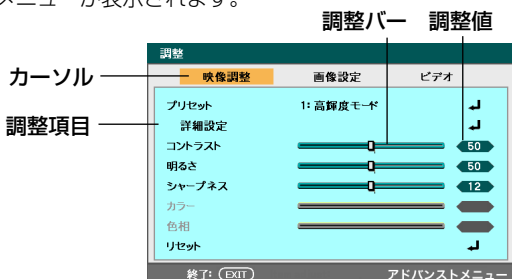 メニューが表示されます。
調整バー 調整値
調整
カーソル
映像調整 画像設定 ビデオ
プリセット 1: 高輝度モード
調整項目
詳細設定
コントラスト 50
明るさ 50
シャープネス 12
カラー
色相
リセット
終了: EXIT アドバンストメニュー